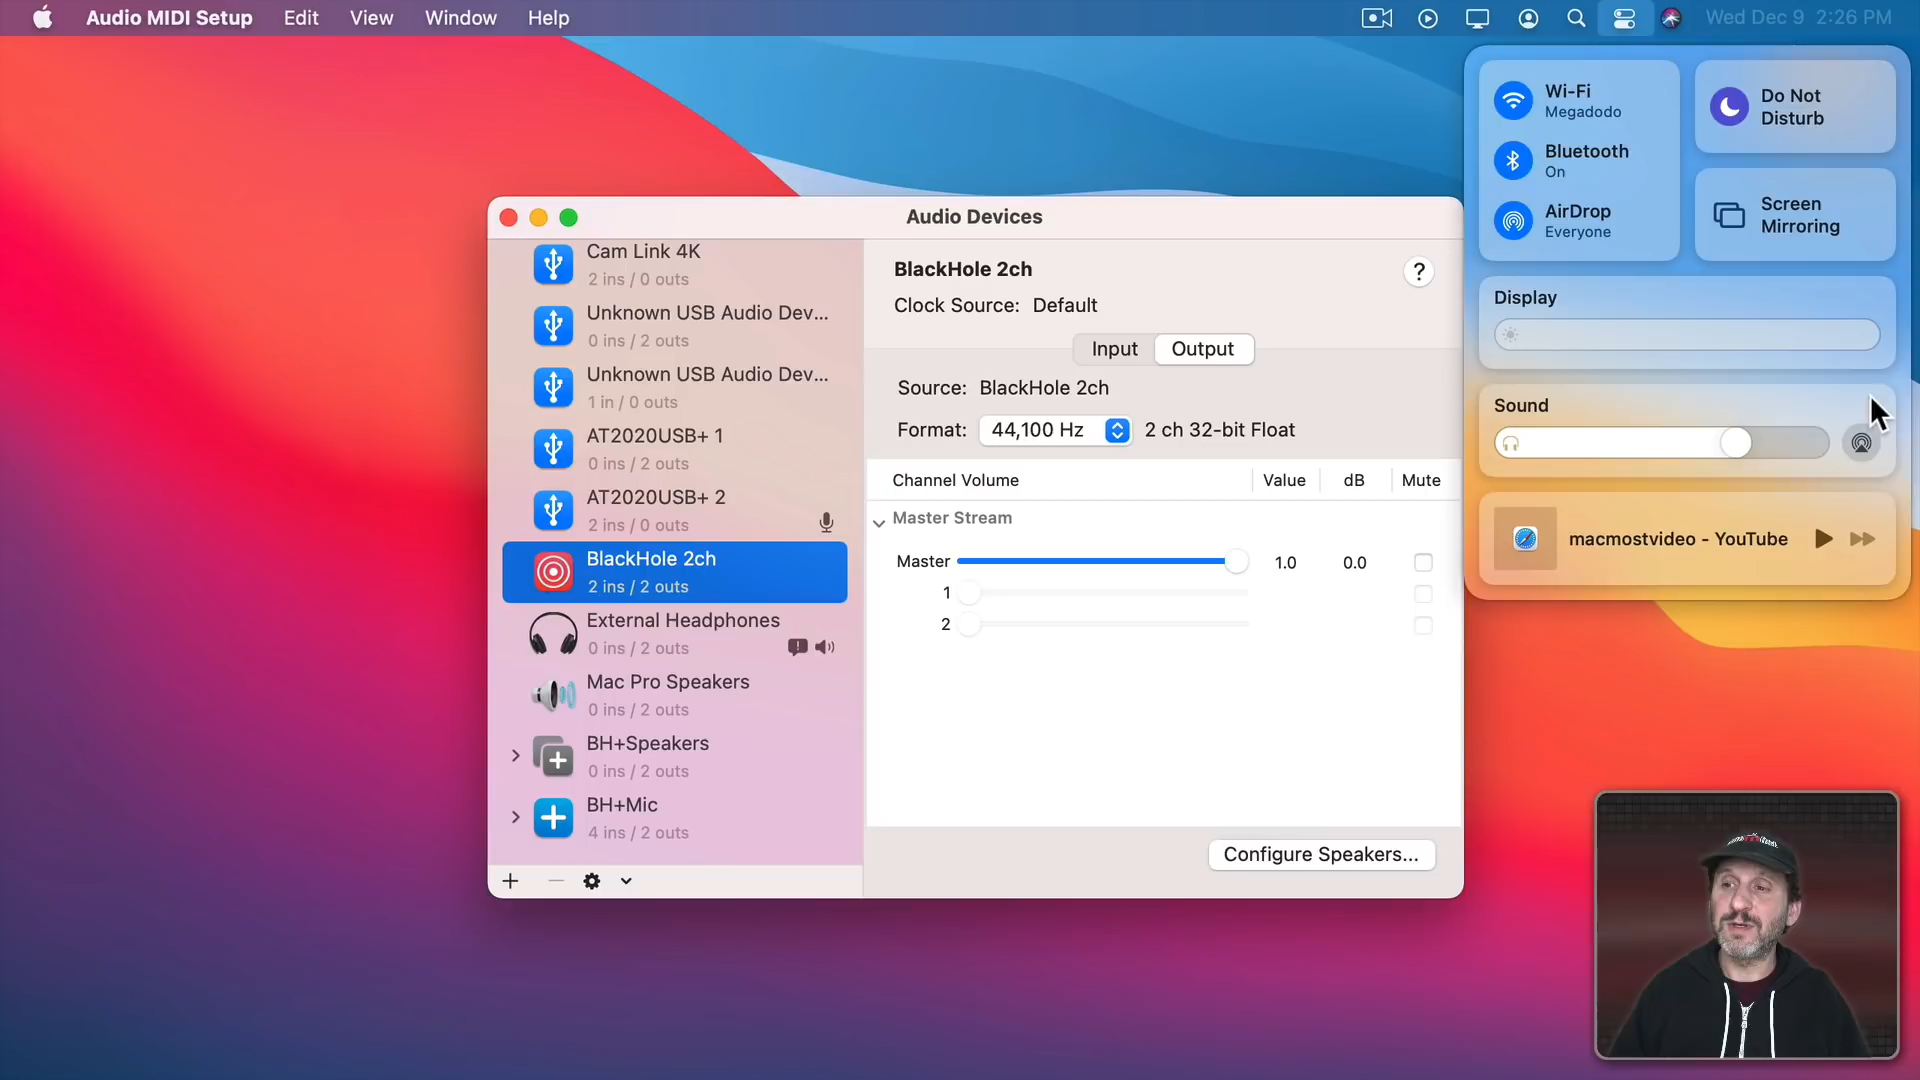 Audio MIDI Setup Edit View Window Help Wed Dec 9 2:26 PM
Audio Devices
Cam Link 4K
2 ins / 0 outs
Unknown USB Audio Dev...
0 ins / 2 outs
Unknown USB Audio Dev...
1 in / 0 outs
AT2020USB+ 1
0 ins / 2 outs
AT2020USB+ 2
2 ins / 0 outs
BlackHole 2ch
2 ins / 2 outs
External Headphones
0 ins / 2 outs
Mac Pro Speakers
0 ins / 2 outs
BH+Speakers
0 ins / 2 outs
BH+Mic
4 ins / 2 outs
BlackHole 2ch
?
Clock Source: Default
Input Output
Source: BlackHole 2ch
Format: 44,100 Hz 2 ch 32-bit Float
Channel Volume Value dB Mute
Master Stream
Master 1.0 0.0
1
2
Configure Speakers...
Wi-Fi
Megadodo
Bluetooth
On
AirDrop
Everyone
Do Not
Disturb
Screen
Mirroring
Display
Sound
macmostvideo - YouTube